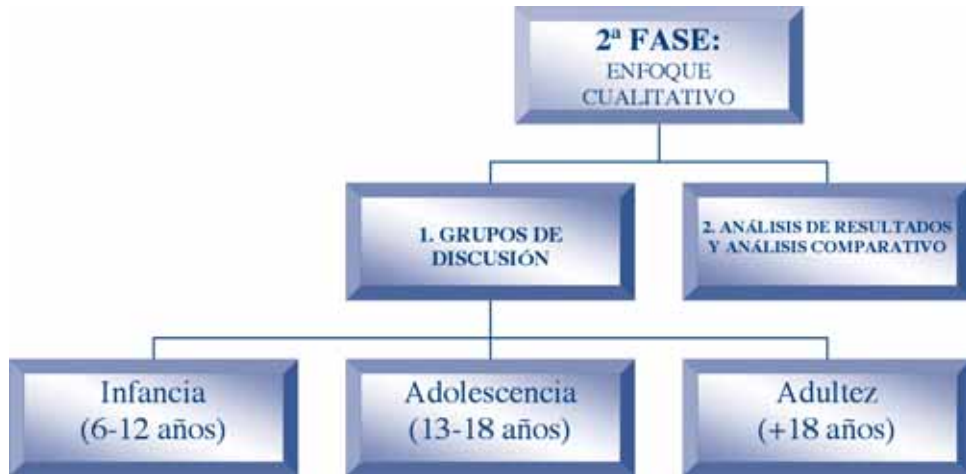 2ª FASE:
ENFOQUE
CUALITATIVO
1. GRUPOS DE
DISCUSIÓN
2. ANÁLISIS DE RESULTADOS
Y ANÁLISIS COMPARATIVO
Infancia
(6-12 años)
Adolescencia
(13-18 años)
Adultez
(+18 años)